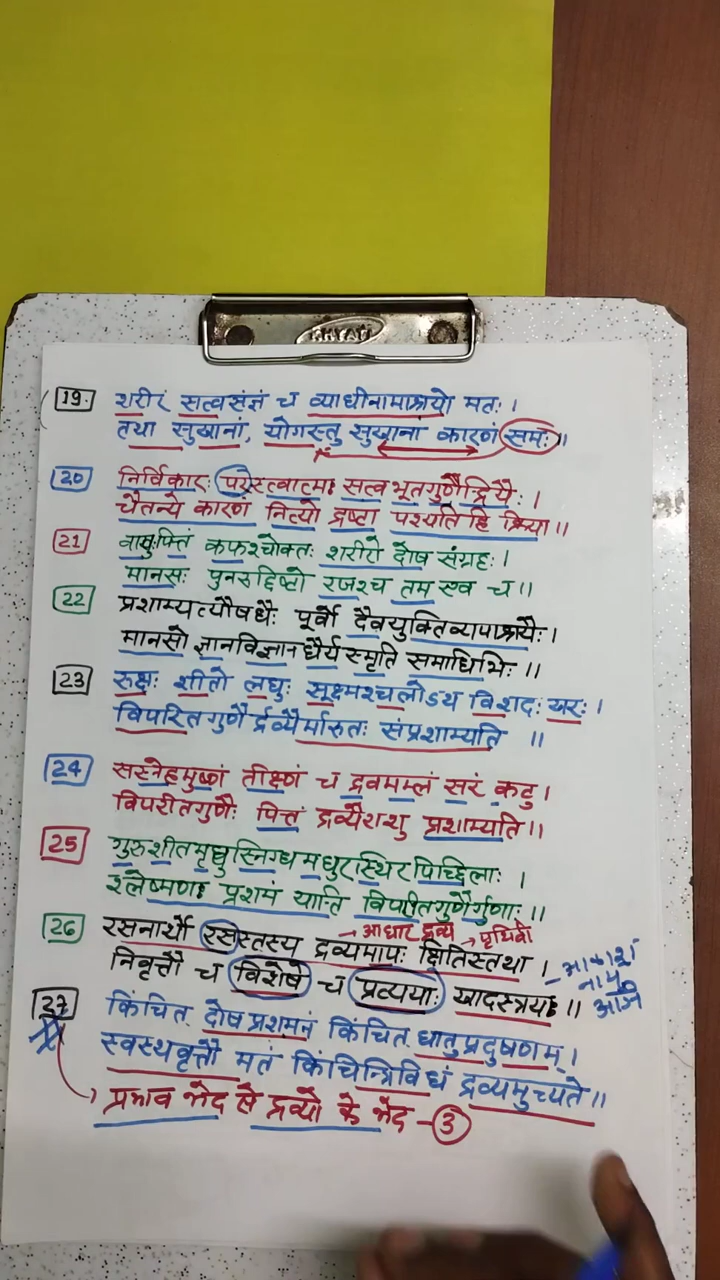 KHYATI
19. शरीरं सत्वसंज्ञं च व्याधीनामाश्रयो मतः ।
तथा सुखानां, योगस्तु सुखानां कारणं समः ॥
20 निर्विकारः परस्त्वात्मा सत्वभूतगुणैन्द्रियैः ।
चैतन्ये कारणं नित्यो द्रष्टा पश्यति हि क्रिया ॥
21 वायुःपित्तं कफश्चोक्तः शरीरो दोष संग्रहः ।
मानसः पुनरुद्दिष्टो रजश्च तम एव च ॥
22 प्रशाम्यत्यौषधैः पूर्वो दैवयुक्तिव्यपाश्रयैः ।
मानसो ज्ञानविज्ञानधैर्यस्मृति समाधिभिः ॥
23 रुक्षः शीतो लघुः सूक्ष्मश्चलोऽथ विशदः खरः ।
विपरितगुणैर्द्रव्यैर्मारुतः संप्रशाम्यति ॥
24 सस्नेहमुष्णं तीक्ष्णं च द्रवमम्लं सरं कटु ।
विपरीतगुणैः पित्तं द्रव्यैराशु प्रशाम्यति ॥
25 गुरुशीतमृघुस्निग्धमधुरस्थिरपिच्छिलाः ।
श्लेष्मणः प्रशमं यान्ति विपरीतगुणैर्गुणाः ॥
→ आधार द्रव्य → पृथिवी
26 रसनार्थो रसस्तस्य द्रव्यमापः क्षितिस्तथा ।
निवृत्तौ च विशेषे च प्रत्ययाः खादस्त्रयः ॥
– आकाश
वायु
अग्नि
27 किंचित् दोष प्रशमनं किंचित धातुप्रदुषणम् ।
स्वस्थवृत्तौ मतं किंचिन्त्रिविधं द्रव्यमुच्यते ॥
प्रभाव भेद से द्रव्यो के भेद – 3